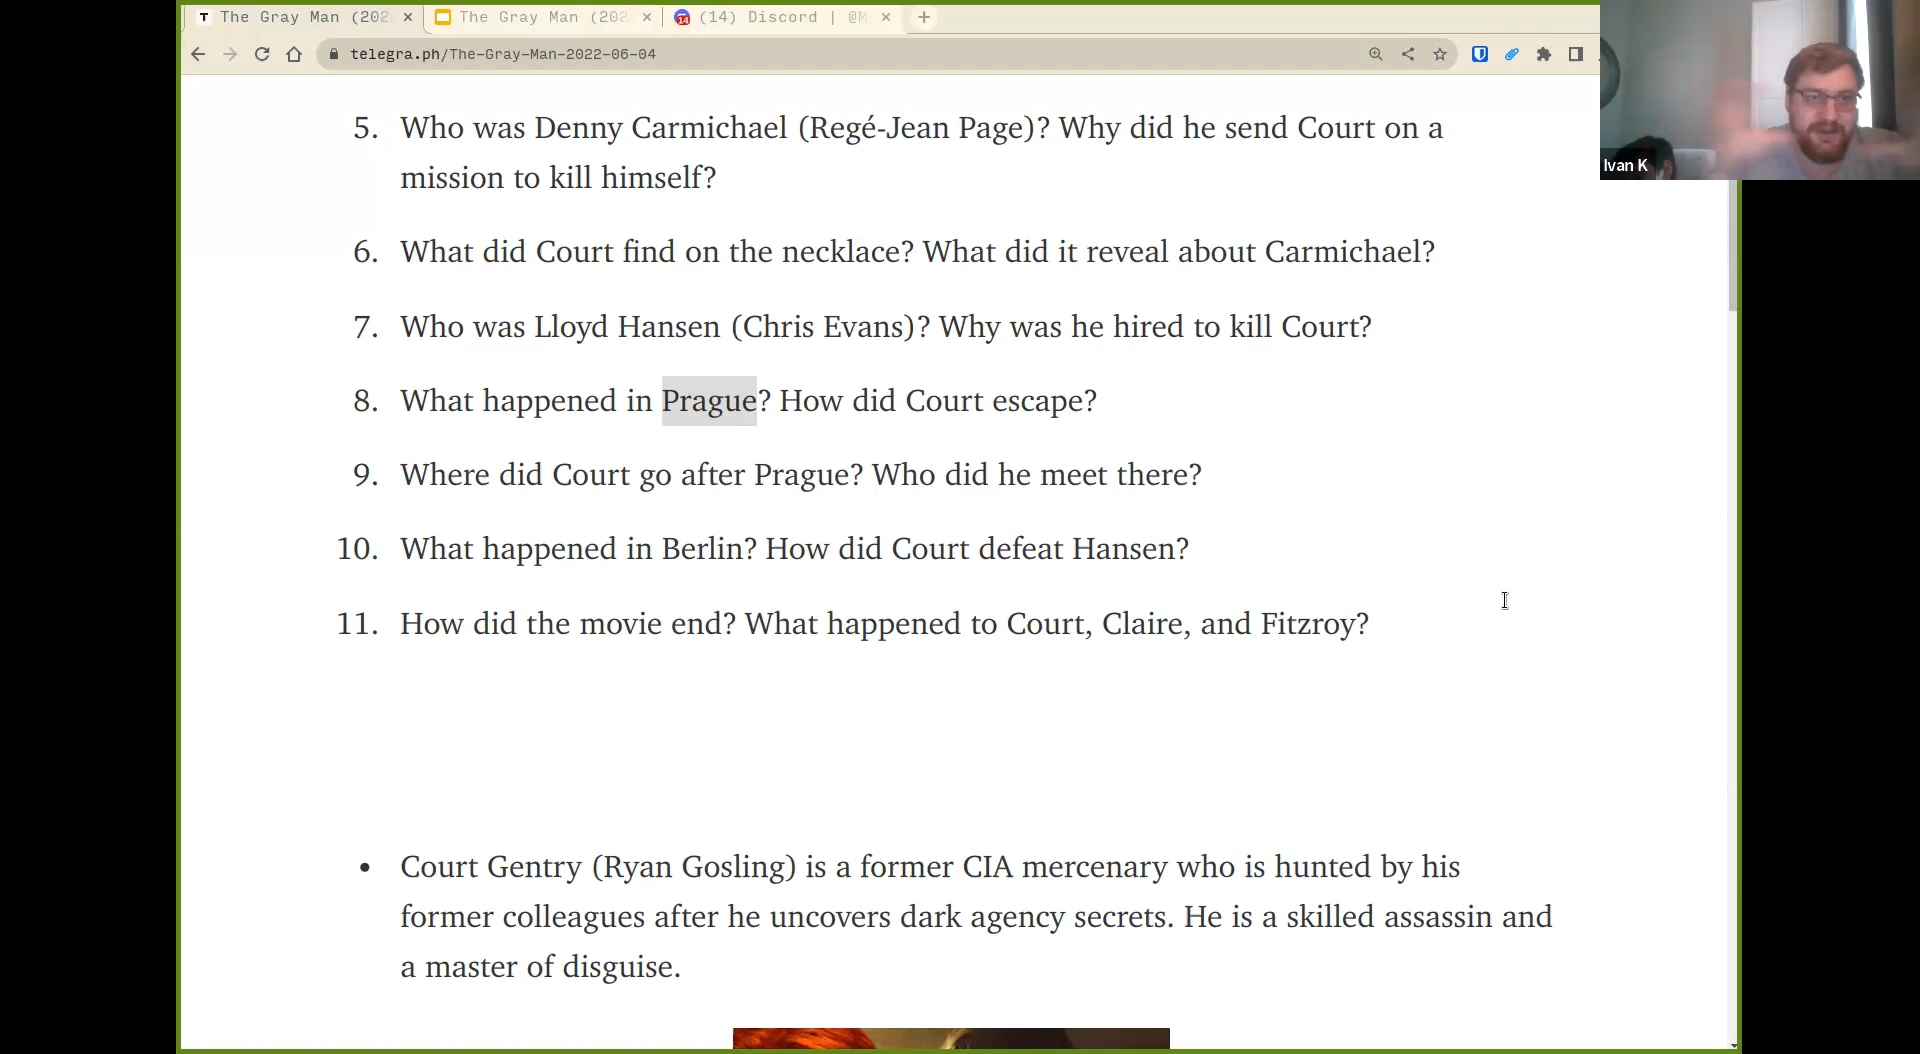 The Gray Man (202
The Gray Man (202
(14) Discord | @M
telegra.ph/The-Gray-Man-2022-06-04
Ivan K
5. Who was Denny Carmichael (Regé-Jean Page)? Why did he send Court on a
mission to kill himself?
6. What did Court find on the necklace? What did it reveal about Carmichael?
7. Who was Lloyd Hansen (Chris Evans)? Why was he hired to kill Court?
8. What happened in Prague? How did Court escape?
9. Where did Court go after Prague? Who did he meet there?
10. What happened in Berlin? How did Court defeat Hansen?
11. How did the movie end? What happened to Court, Claire, and Fitzroy?
• Court Gentry (Ryan Gosling) is a former CIA mercenary who is hunted by his
former colleagues after he uncovers dark agency secrets. He is a skilled assassin and
a master of disguise.